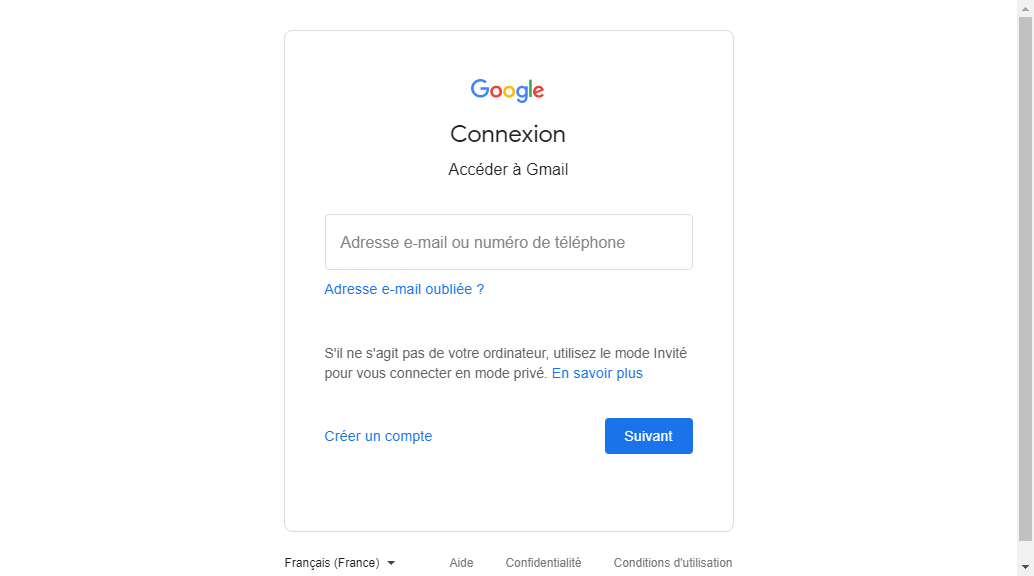 Google
Connexion
Accéder à Gmail
Adresse e-mail ou numéro de téléphone
Adresse e-mail oubliée ?
S'il ne s'agit pas de votre ordinateur, utilisez le mode Invité
pour vous connecter en mode privé. En savoir plus
Créer un compte Suivant
Français (France) Aide Confidentialité Conditions d'utilisation